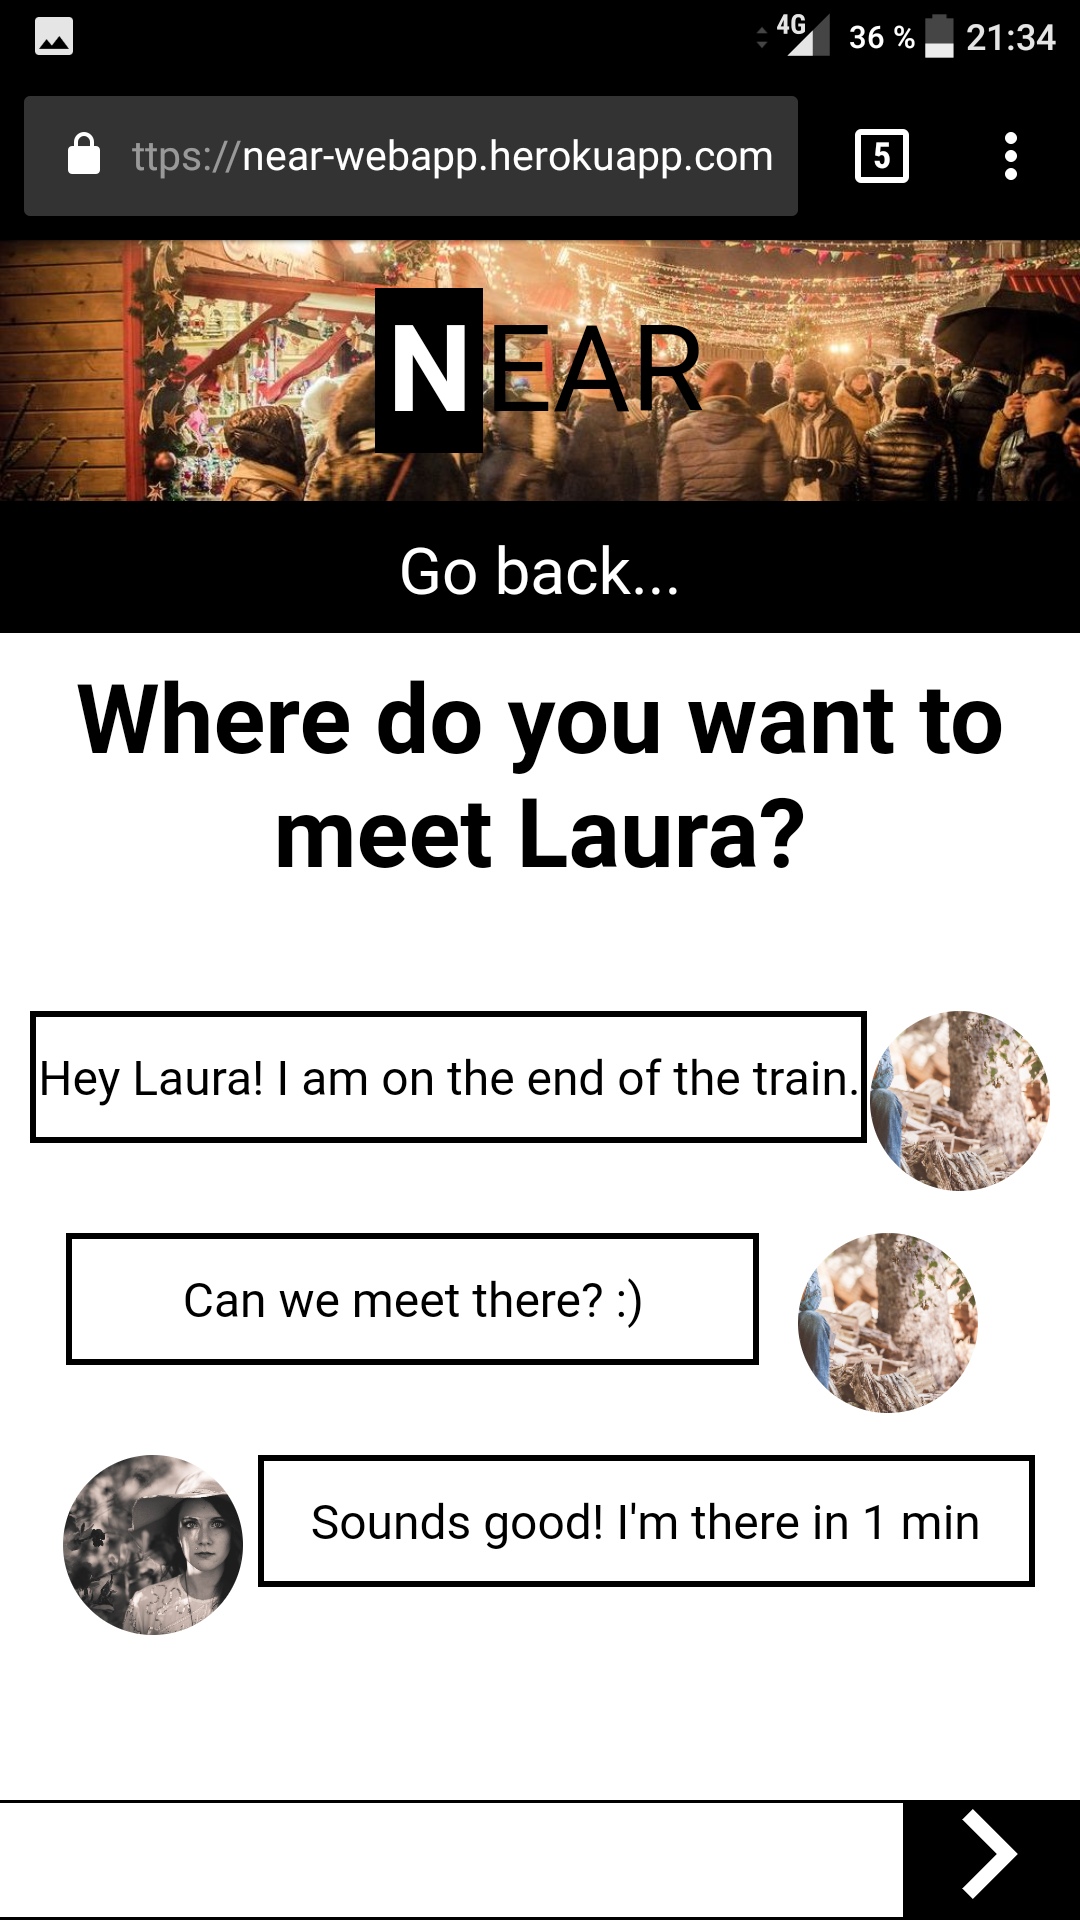 4G 36 % 21:34
ttps://near-webapp.herokuapp.com
5
NEAR
Go back...
Where do you want to
meet Laura?
Hey Laura! I am on the end of the train.
Can we meet there? :)
Sounds good! I'm there in 1 min